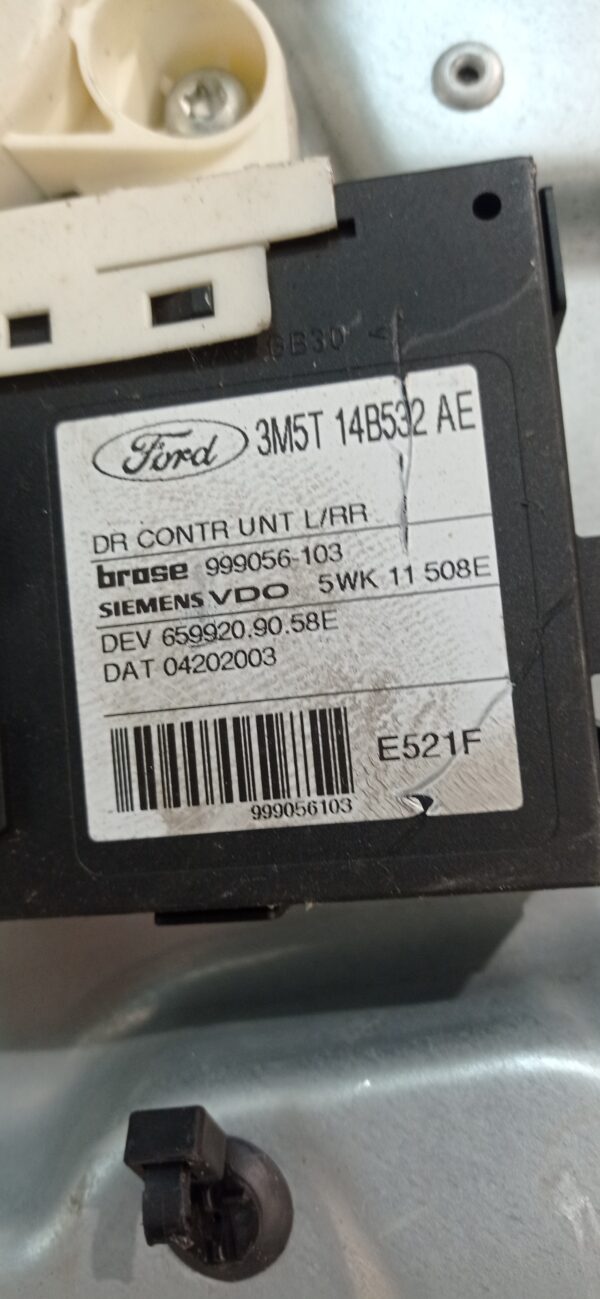 Ford 3M5T 14B532 AE
DR CONTR UNT L/RR
brose 999056-103
SIEMENS VDO 5WK 11 508E
DEV 659920.90.58E
DAT 04202003
E521F
999056103